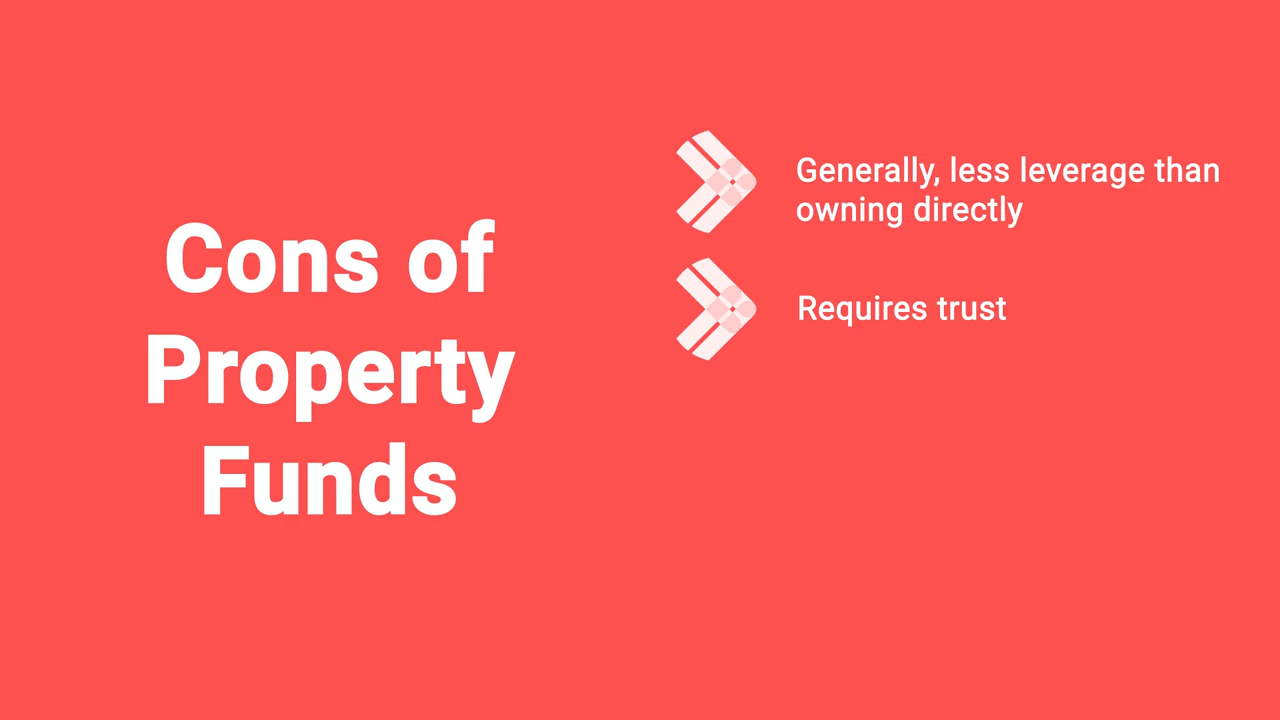 Cons of
Property
Funds
Generally, less leverage than
owning directly
Requires trust